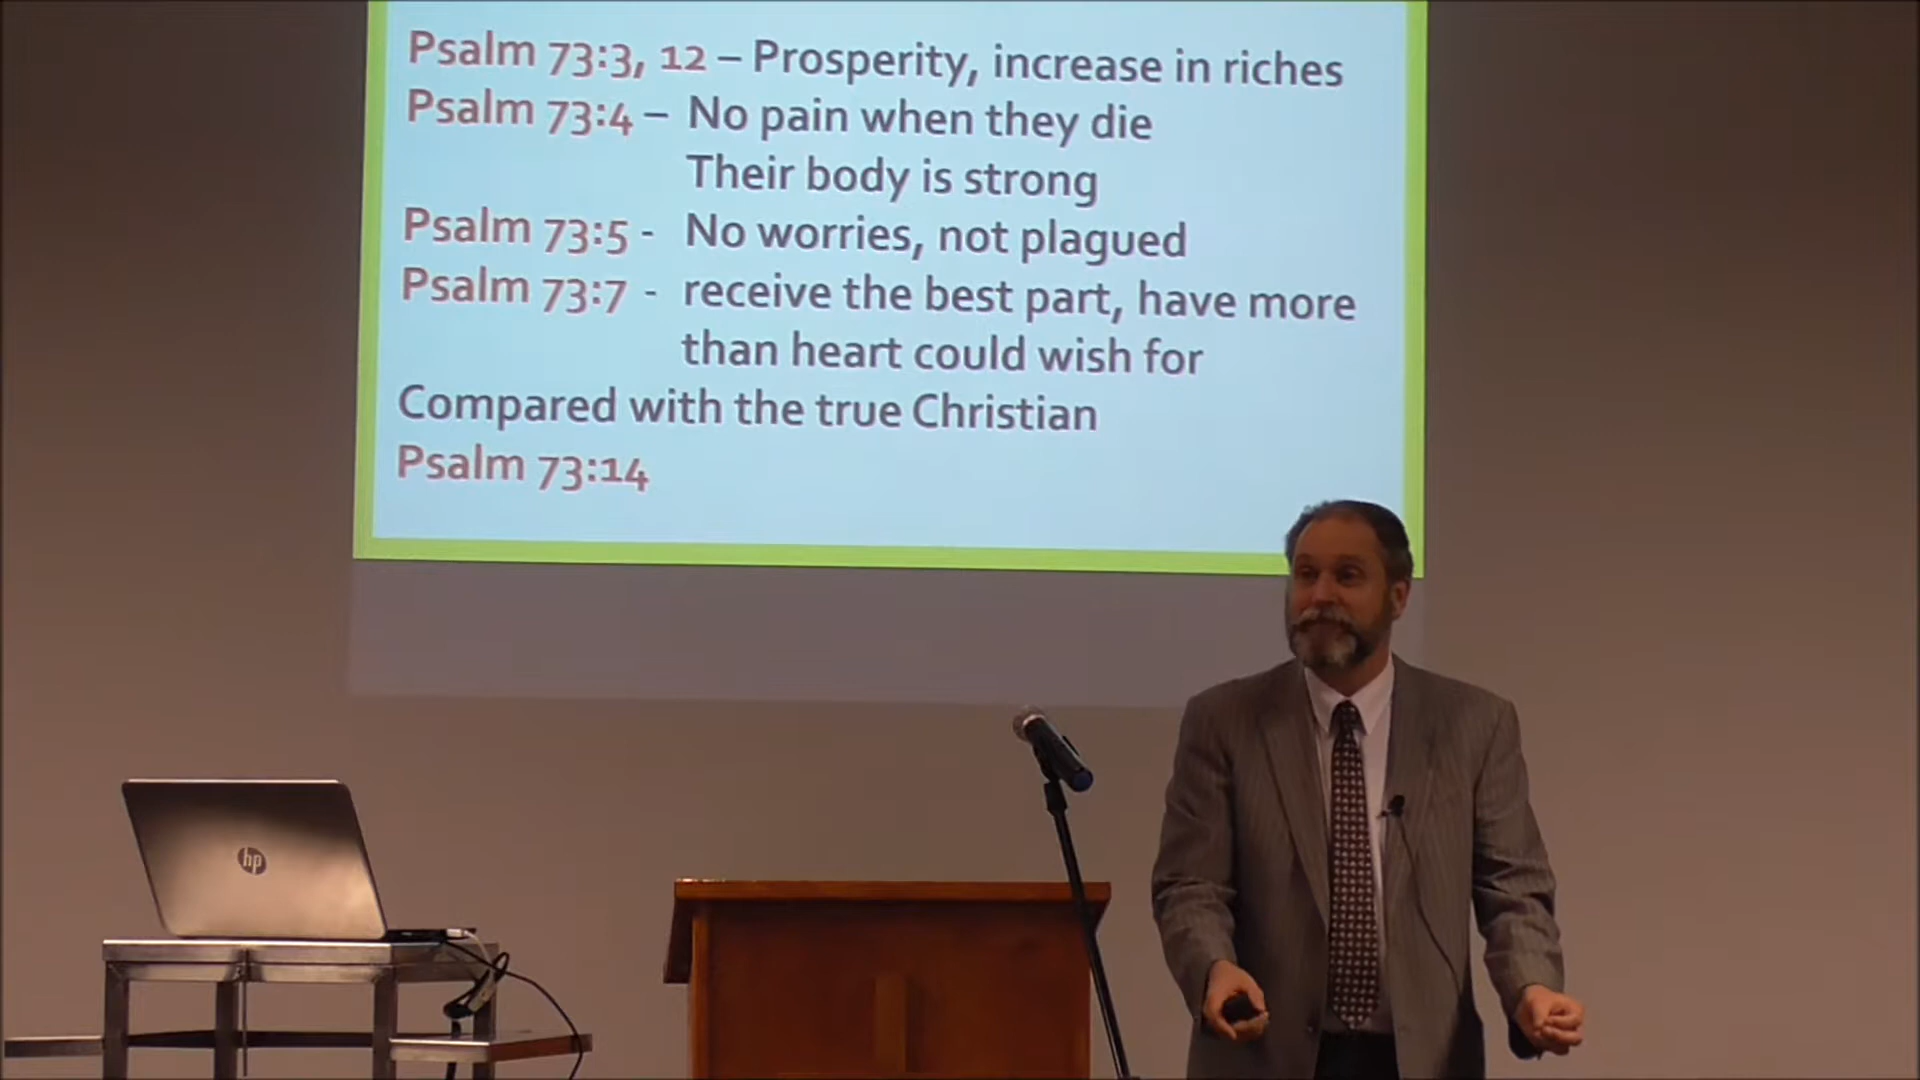 Psalm 73:3, 12 – Prosperity, increase in riches
Psalm 73:4 – No pain when they die
Their body is strong
Psalm 73:5 - No worries, not plagued
Psalm 73:7 - receive the best part, have more
than heart could wish for
Compared with the true Christian
Psalm 73:14
hp